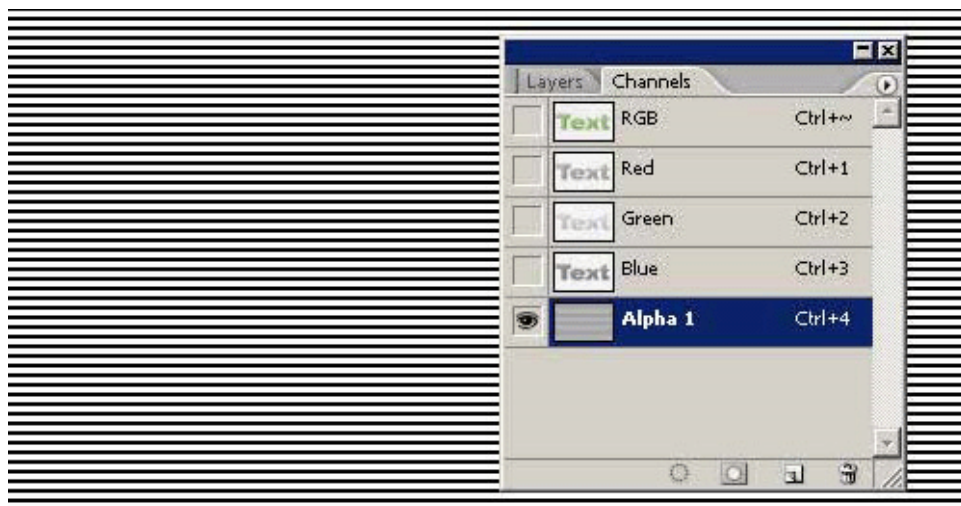 Layers Channels
Text RGB Ctrl+~
Text Red Ctrl+1
Text Green Ctrl+2
Text Blue Ctrl+3
Alpha 1 Ctrl+4